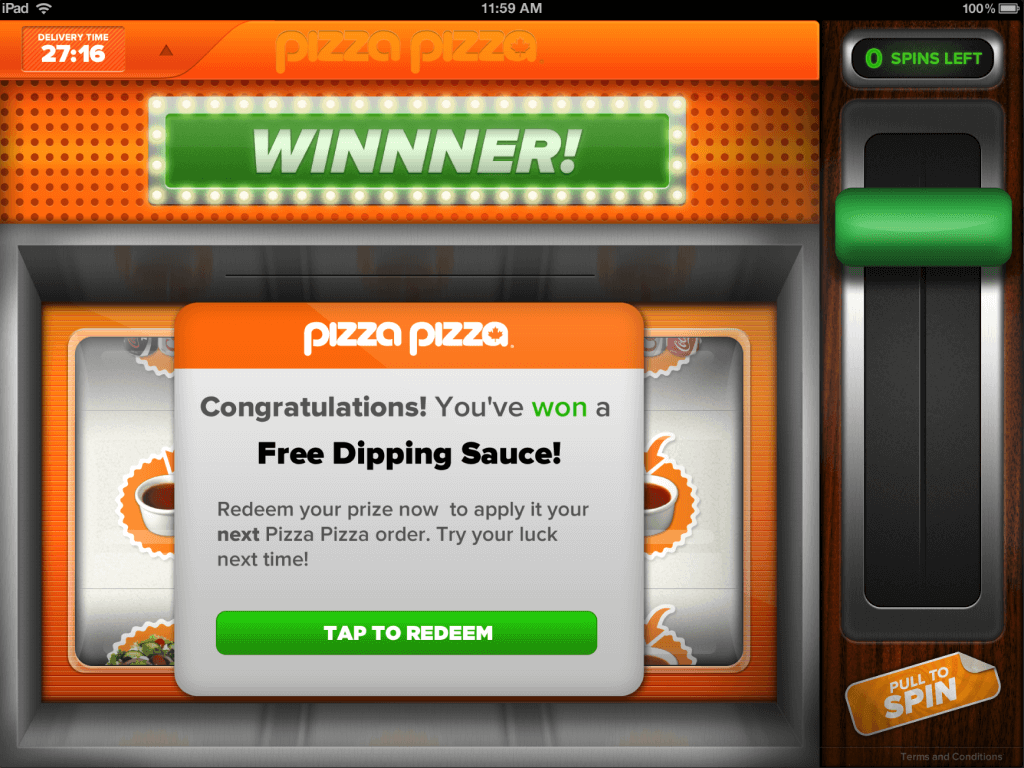 iPad
11:59 AM
100%
DELIVERY TIME
27:16
pizza pizza
0 SPINS LEFT
WINNNER!
pizza pizza
Congratulations! You've won a
Free Dipping Sauce!
Redeem your prize now to apply it your
next Pizza Pizza order. Try your luck
next time!
TAP TO REDEEM
PULL TO
SPIN
Terms and Conditions